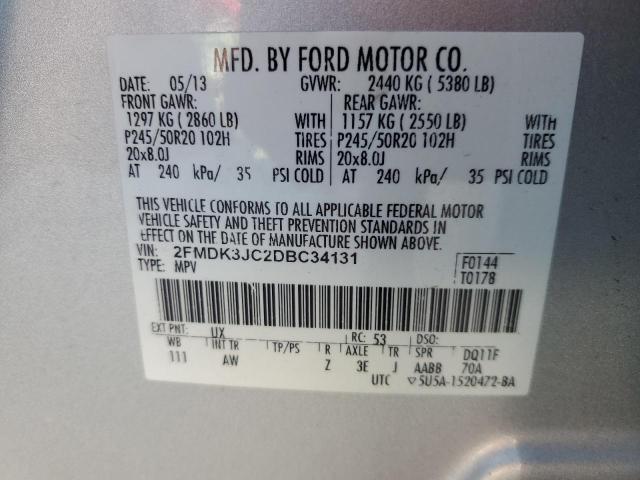 MFD. BY FORD MOTOR CO.
DATE: 05/13 GVWR: 2440 KG ( 5380 LB)
FRONT GAWR: REAR GAWR:
1297 KG ( 2860 LB) 1157 KG ( 2550 LB)
P245/50R20 102H TIRES P245/50R20 102H TIRES
20x8.0J RIMS 20x8.0J RIMS
AT 240 kPa/ 35 PSI COLD AT 240 kPa/ 35 PSI COLD
THIS VEHICLE CONFORMS TO ALL APPLICABLE FEDERAL MOTOR
VEHICLE SAFETY AND THEFT PREVENTION STANDARDS IN
EFFECT ON THE DATE OF MANUFACTURE SHOWN ABOVE.
VIN: 2FMDK3JC2DBC34131 F0144
TYPE: MPV T0178
EXT PNT: UX RC: 53 DSO:
WB INT TR TP/PS R AXLE TR SPR DQ11F
111 AW Z 3E J AABB 70A
UTC ▽5U5A-1520472-BA